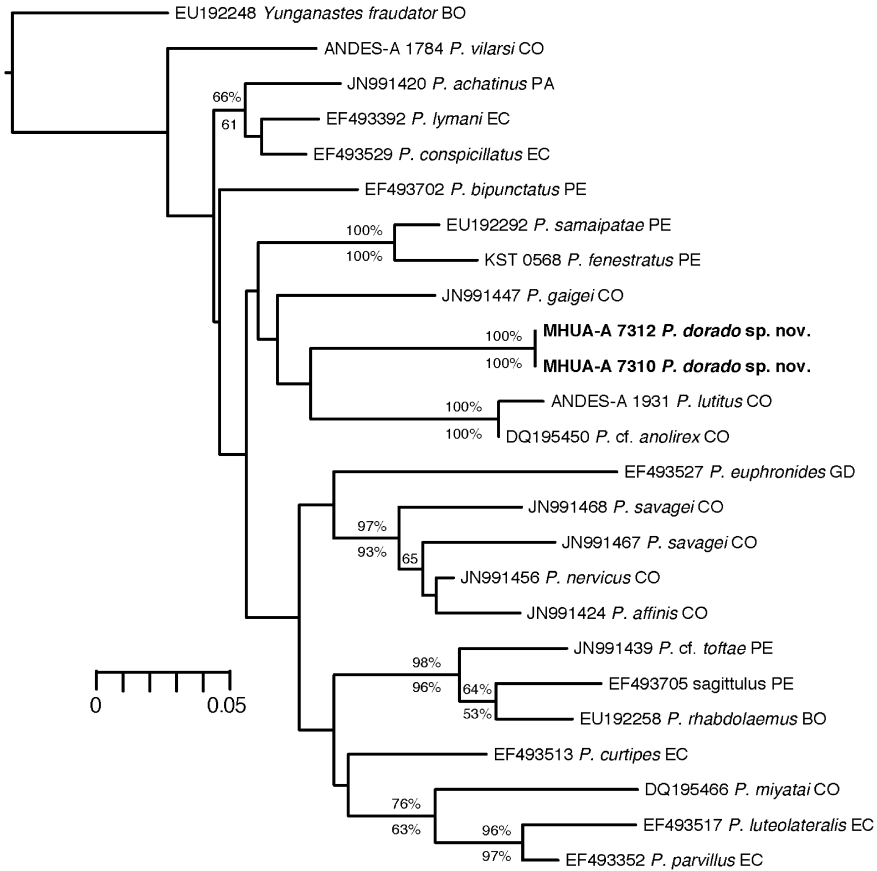 EU192248 Yunganastes fraudator BO
ANDES-A 1784 P. vilarsi CO
JN991420 P. achatinus PA
66%
61
EF493392 P. lymani EC
EF493529 P. conspicillatus EC
EF493702 P. bipunctatus PE
EU192292 P. samaipatae PE
100%
100%
KST 0568 P. fenestratus PE
JN991447 P. gaigei CO
MHUA-A 7312 P. dorado sp. nov.
100%
100%
MHUA-A 7310 P. dorado sp. nov.
ANDES-A 1931 P. lutitus CO
100%
100%
DQ195450 P. cf. anolirex CO
EF493527 P. euphronides GD
JN991468 P. savagei CO
97%
93%
JN991467 P. savagei CO
65
JN991456 P. nervicus CO
JN991424 P. affinis CO
JN991439 P. cf. toftae PE
98%
96%
EF493705 sagittulus PE
64%
53%
EU192258 P. rhabdolaemus BO
0 0.05
EF493513 P. curtipes EC
DQ195466 P. miyatai CO
76%
63%
EF493517 P. luteolateralis EC
96%
97%
EF493352 P. parvillus EC